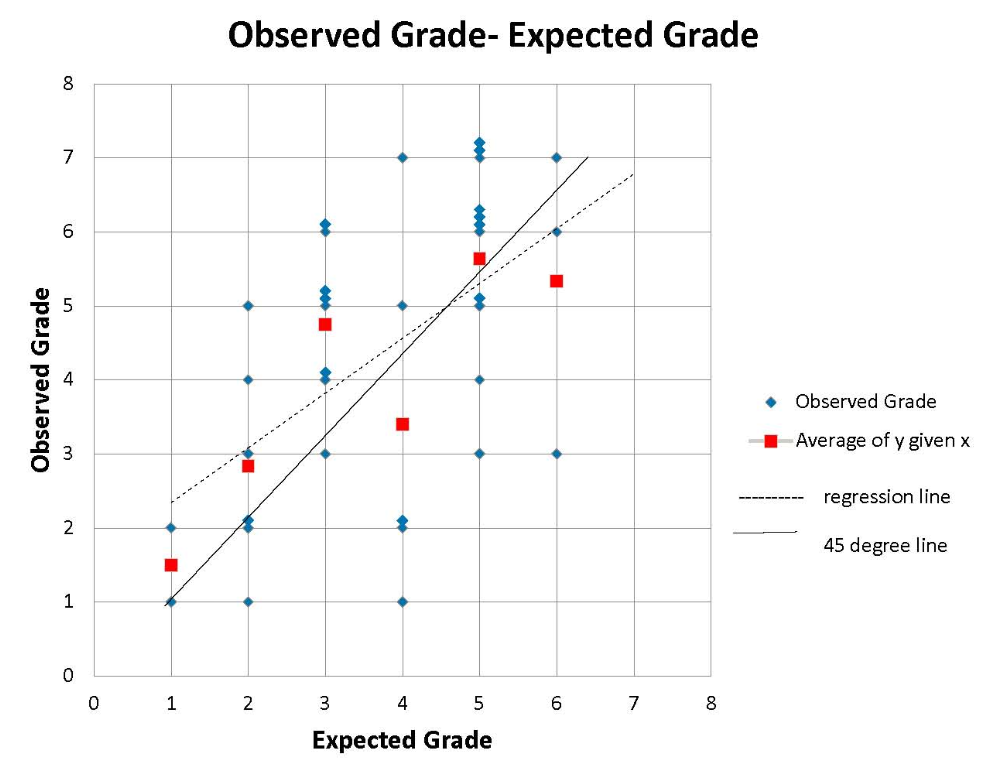 Observed Grade- Expected Grade
8
7
6
5
4
3
2
1
0
Observed Grade
0 1 2 3 4 5 6 7 8
Expected Grade
Observed Grade
Average of y given x
regression line
45 degree line